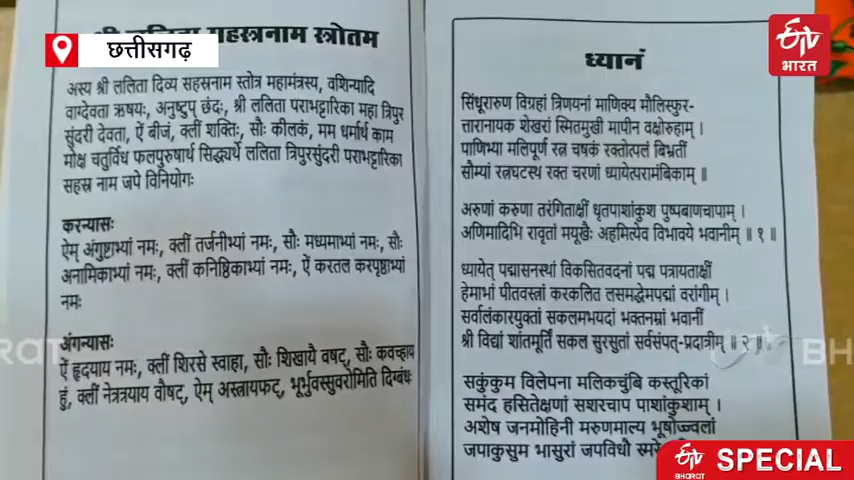 छत्तीसगढ़
सहस्त्रनाम स्त्रोतम
अस्य श्री ललिता दिव्य सहस्रनाम स्तोत्र महामंत्रस्य, वशिन्यादि
वाग्देवता ऋषयः, अनुष्टुप् छंदः, श्री ललिता पराभट्टारिका महा त्रिपुर
सुंदरी देवता, ऐं बीजं, क्लीं शक्तिः, सौः कीलकं, मम धर्मार्थ काम
मोक्ष चतुर्विध फलपुरुषार्थ सिद्ध्यर्थे ललिता त्रिपुरसुंदरी पराभट्टारिका
सहस्र नाम जपे विनियोगः
करन्यासः
ऐम् अंगुष्टाभ्यां नमः, क्लीं तर्जनीभ्यां नमः, सौः मध्यमाभ्यां नमः, सौः
अनामिकाभ्यां नमः, क्लीं कनिष्ठिकाभ्यां नमः, ऐं करतल करपृष्ठाभ्यां
नमः
अंगन्यासः
ऐं हृदयाय नमः, क्लीं शिरसे स्वाहा, सौः शिखायै वषट्, सौः कवच्हाय
हुं, क्लीं नेत्रत्रयाय वौषट्, ऐम् अस्त्रायफट्, भूर्भुवस्सुवरोमिति दिग्बंधः
ध्यानं
सिंधूरारुण विग्रहां त्रिणयनां माणिक्य मौलिस्फुर-
त्तारानायक शेखरां स्मितमुखी मापीन वक्षोरुहाम् ।
पाणिभ्या मलिपूर्ण रत्न चषकं रक्तोत्पलं बिभ्रतीं
सौम्यां रत्नघटस्थ रक्त चरणां ध्यायेत्परामंबिकाम् ॥
अरुणां करुणा तरंगिताक्षीं धृतपाशांकुश पुष्पबाणचापाम् ।
अणिमादिभि रावृतां मयूखैः अहमित्येव विभावये भवानीम् ॥ १ ॥
ध्यायेत् पद्मासनस्थां विकसितवदनां पद्म पत्रायताक्षीं
हेमाभां पीतवस्त्रां करकलित लसमद्धेमपद्मां वरांगीम् ।
सर्वालंकारयुक्तां सकलमभयदां भक्तनम्रां भवानीं
श्री विद्यां शांतमूर्तिं सकल सुरसुतां सर्वसंपत्-प्रदात्रीम् ॥ २ ॥
सकुंकुम विलेपना मलिकचुंबि कस्तूरिकां
समंद हसितेक्षणां सशरचाप पाशांकुशाम् ।
अशेष जनमोहिनी मरुणमाल्य भूषोज्ज्वलां
जपाकुसुम भासुरां जपविधौ
भारत
BHARAT
SPECIAL